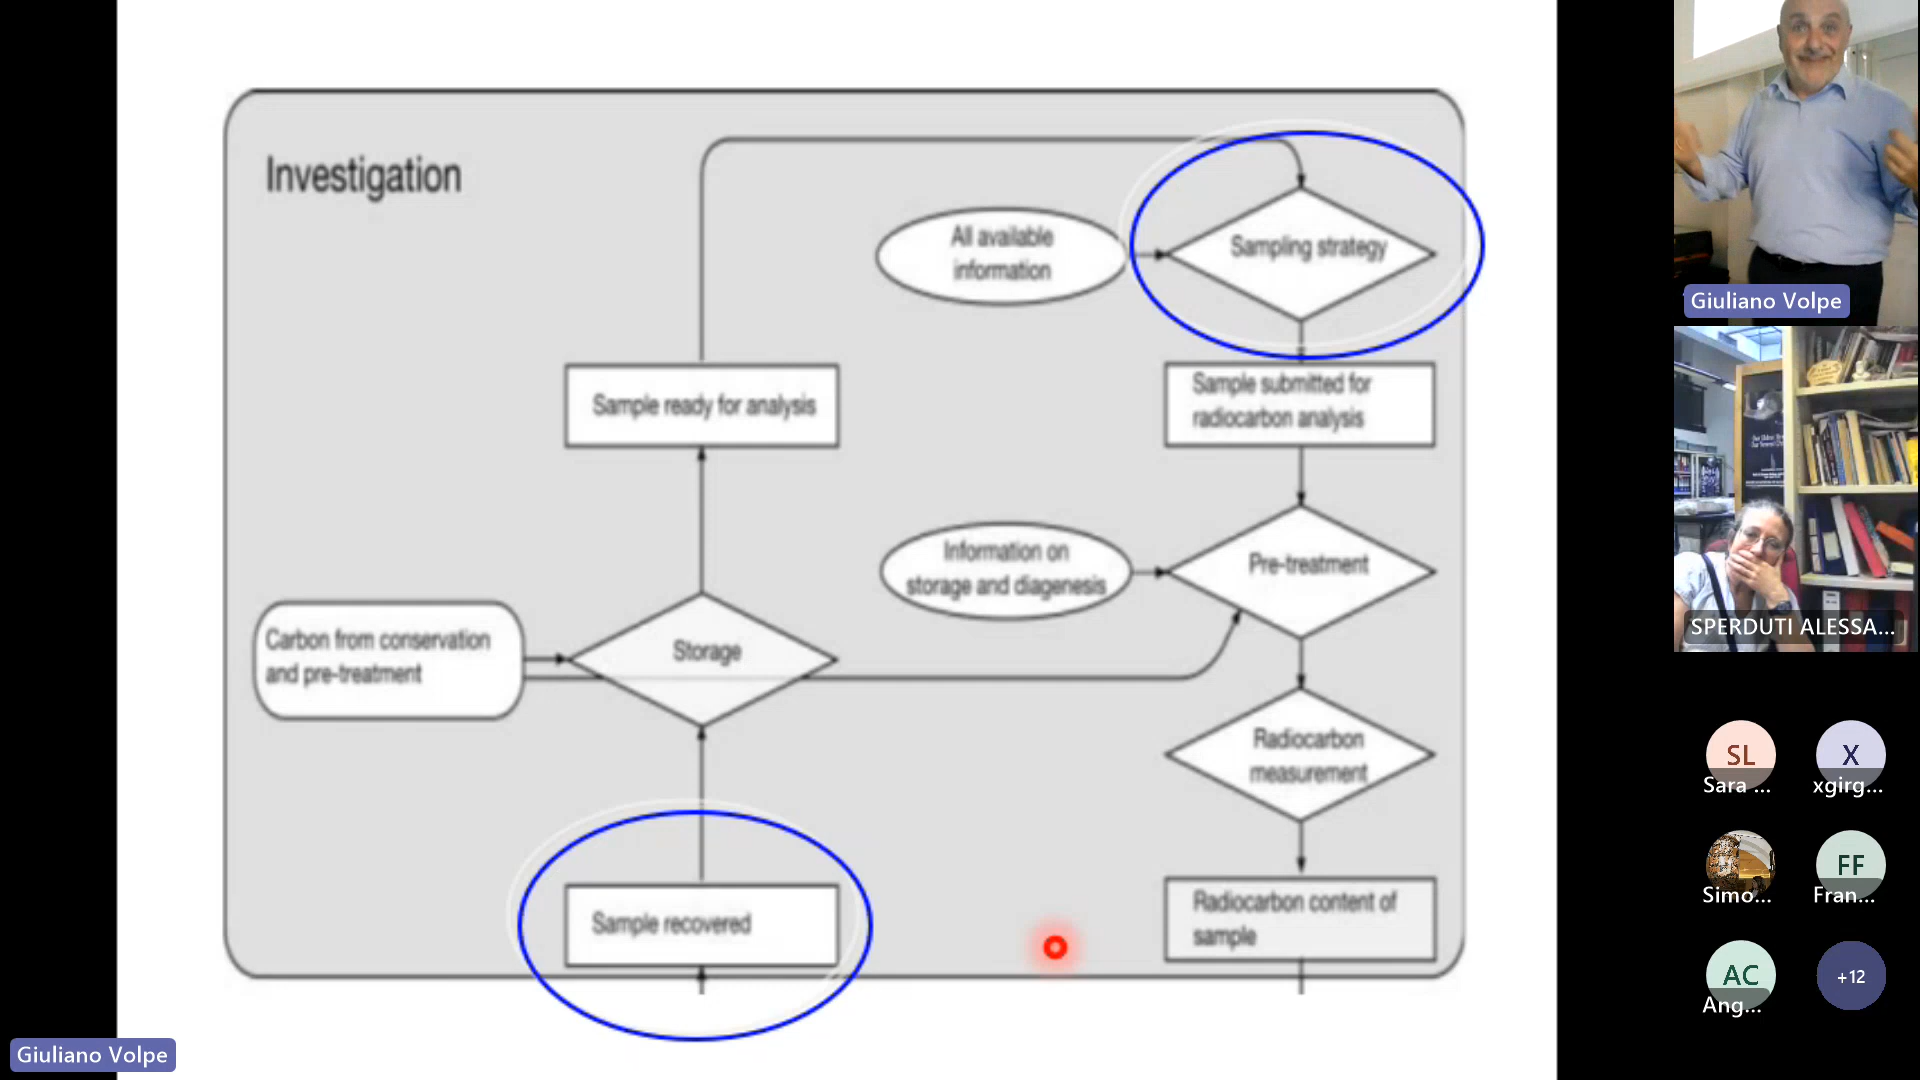 Investigation
All available
information
Sampling strategy
Sample ready for analysis
Sample submitted for
radiocarbon analysis
Information on
storage and diagenesis
Pre-treatment
Carbon from conservation
and pre-treatment
Storage
Radiocarbon
measurement
Sample recovered
Radiocarbon content of
sample
Giuliano Volpe
Giuliano Volpe
SPERDUTI ALESSA...
SL
Sara ...
X
xgirg...
Simo...
FF
Fran...
AC
Ang...
+12